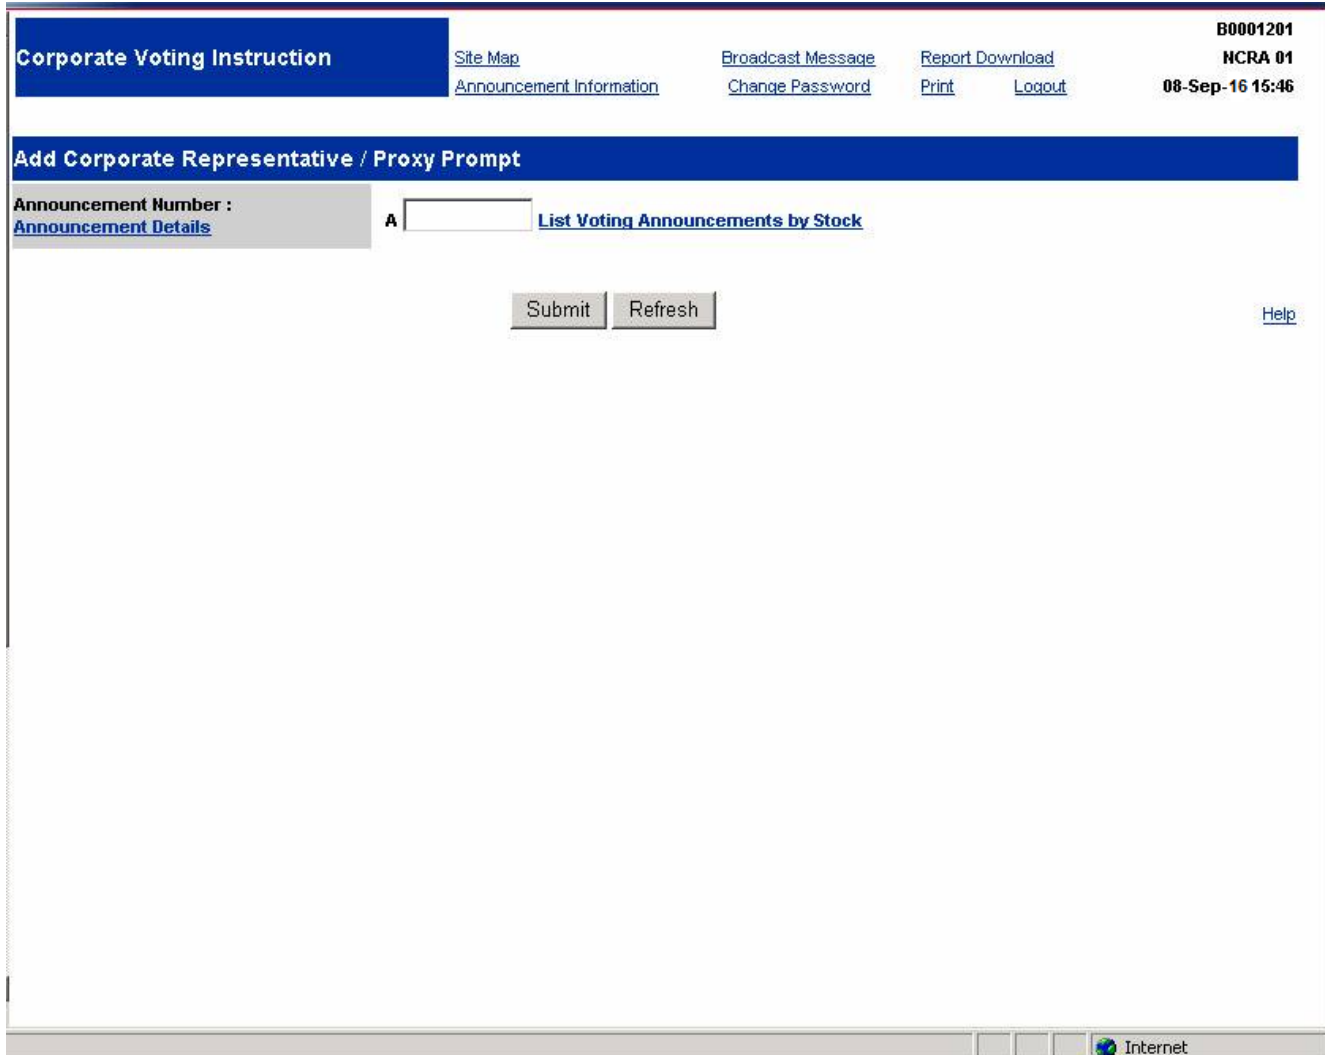 B0001201
Corporate Voting Instruction Site Map Broadcast Message Report Download NCRA 01
Announcement Information Change Password Print Logout 08-Sep-16 15:46
Add Corporate Representative / Proxy Prompt
Announcement Number :
Announcement Details
A List Voting Announcements by Stock
Submit Refresh
Help
Internet